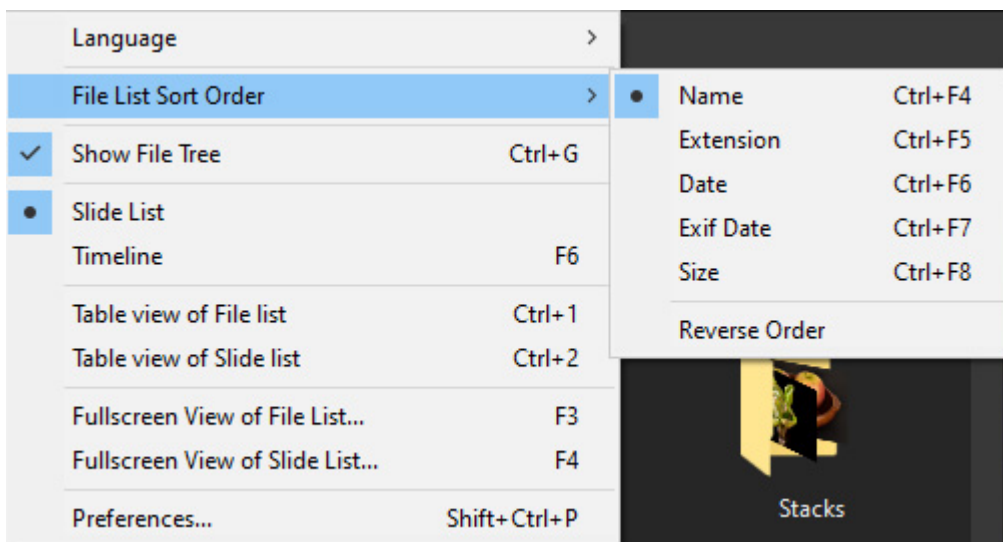 Language
File List Sort Order
Show File Tree Ctrl+G
Slide List
Timeline F6
Table view of File list Ctrl+1
Table view of Slide list Ctrl+2
Fullscreen View of File List... F3
Fullscreen View of Slide List... F4
Preferences... Shift+Ctrl+P
Name Ctrl+F4
Extension Ctrl+F5
Date Ctrl+F6
Exif Date Ctrl+F7
Size Ctrl+F8
Reverse Order
Stacks